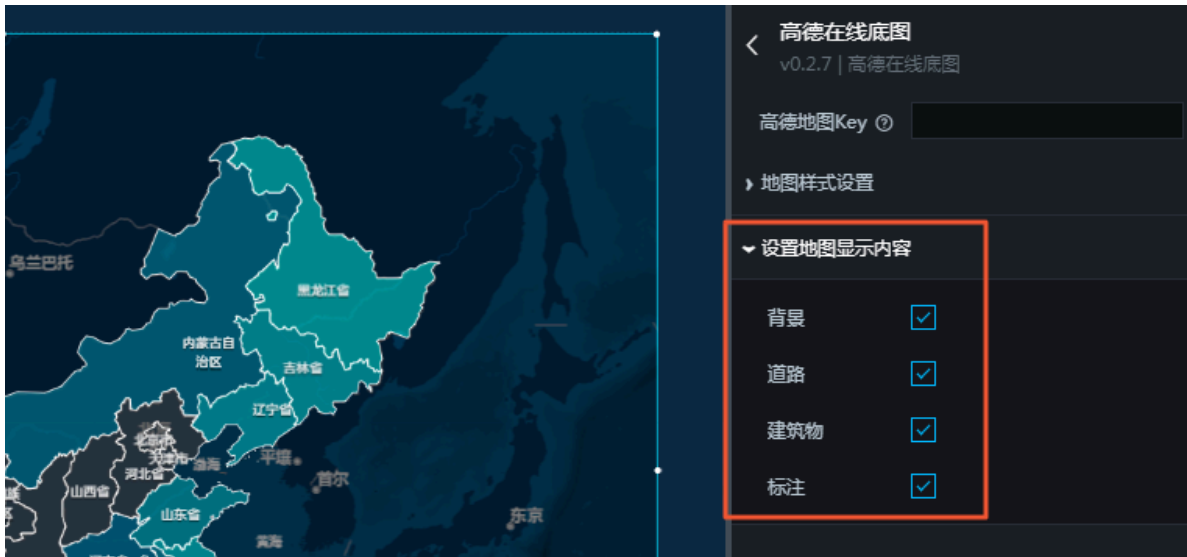 高德在线底图
v0.2.7 | 高德在线底图
高德地图Key
地图样式设置
设置地图显示内容
背景
道路
建筑物
标注
乌兰巴托
黑龙江省
内蒙古自
治区
吉林省
辽宁省
北京市
天津市
渤海
平壤
河北省
首尔
山西省
山东省
东京
黄海